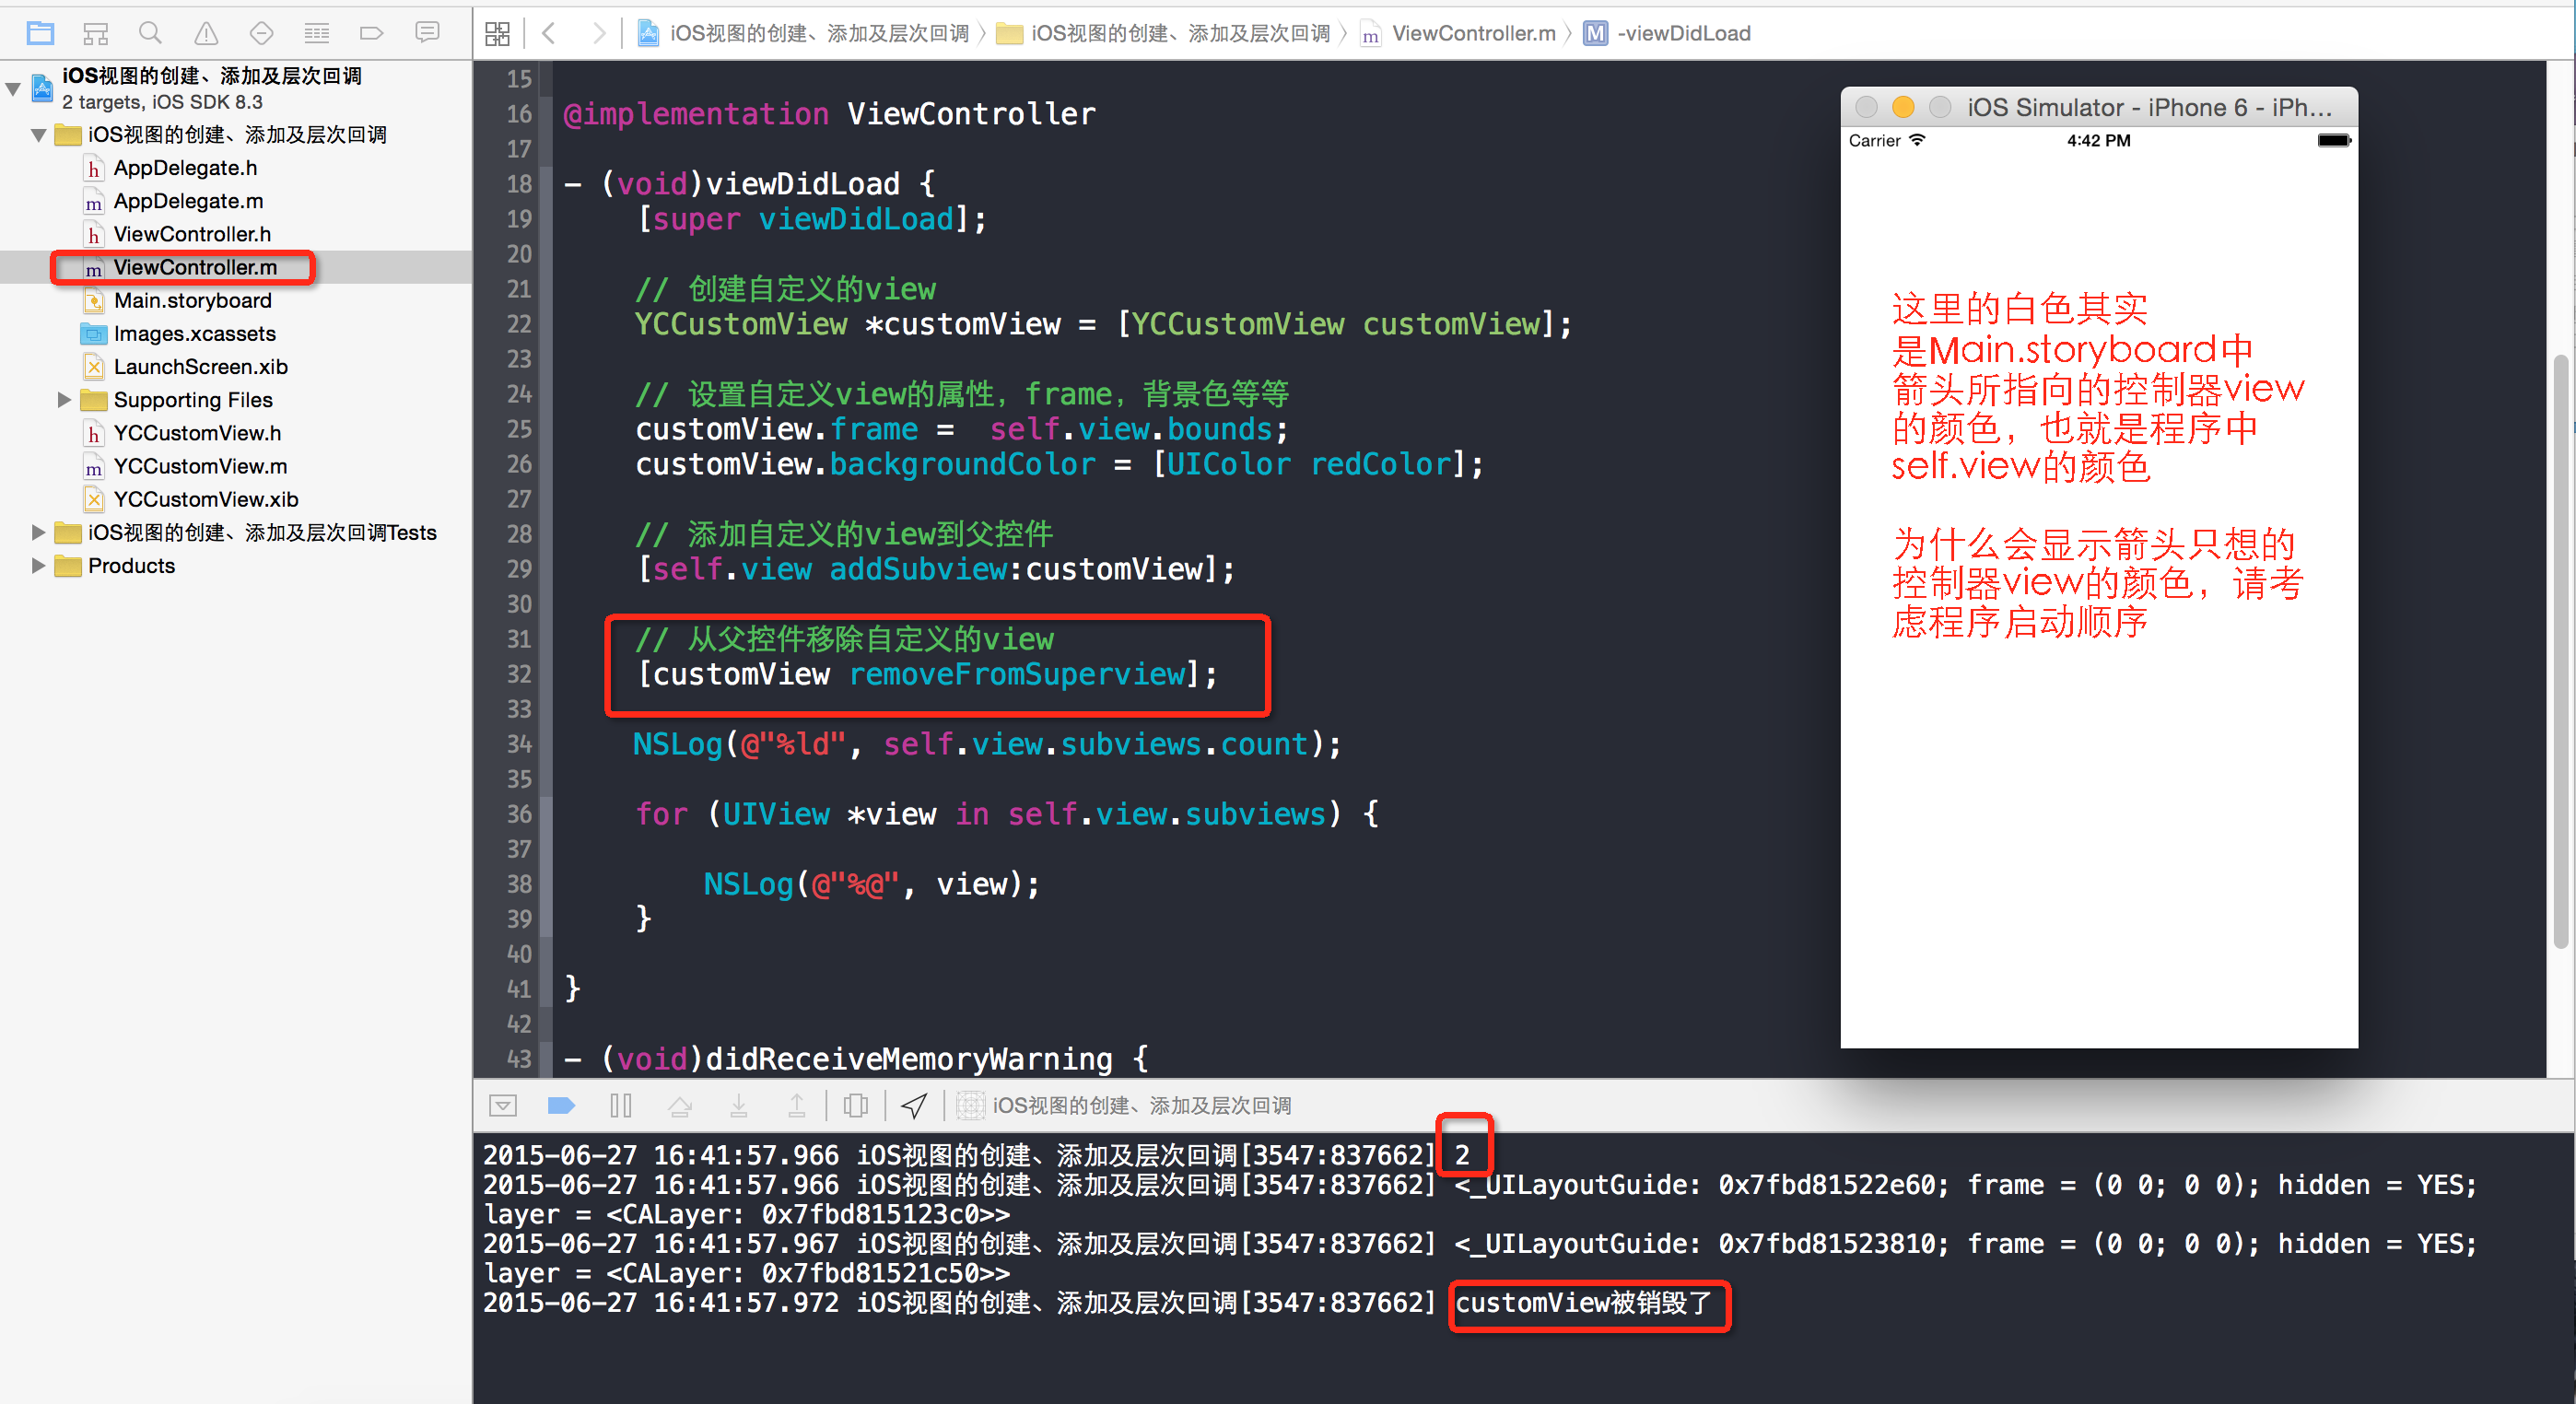 iOS视图的创建、添加及层次回调
2 targets, iOS SDK 8.3
iOS视图的创建、添加及层次回调
h AppDelegate.h
m AppDelegate.m
h ViewController.h
m ViewController.m
Main.storyboard
Images.xcassets
LaunchScreen.xib
Supporting Files
h YCCustomView.h
m YCCustomView.m
YCCustomView.xib
iOS视图的创建、添加及层次回调Tests
Products
iOS视图的创建、添加及层次回调 〉 iOS视图的创建、添加及层次回调 〉 m ViewController.m 〉 M -viewDidLoad
15
16 @implementation ViewController
17
18 - (void)viewDidLoad {
19 [super viewDidLoad];
20
21 // 创建自定义的view
22 YCCustomView *customView = [YCCustomView customView];
23
24 // 设置自定义view的属性，frame，背景色等等
25 customView.frame =  self.view.bounds;
26 customView.backgroundColor = [UIColor redColor];
27
28 // 添加自定义的view到父控件
29 [self.view addSubview:customView];
30
31 // 从父控件移除自定义的view
32 [customView removeFromSuperview];
33
34 NSLog(@"%ld", self.view.subviews.count);
35
36 for (UIView *view in self.view.subviews) {
37
38 NSLog(@"%@", view);
39 }
40
41 }
42
43 - (void)didReceiveMemoryWarning {
iOS Simulator - iPhone 6 - iPh...
Carrier 4:42 PM
这里的白色其实
是Main.storyboard中
箭头所指向的控制器view
的颜色，也就是程序中
self.view的颜色
为什么会显示箭头只想的
控制器view的颜色，请考
虑程序启动顺序
iOS视图的创建、添加及层次回调
2015-06-27 16:41:57.966 iOS视图的创建、添加及层次回调[3547:837662] 2
2015-06-27 16:41:57.966 iOS视图的创建、添加及层次回调[3547:837662] <_UILayoutGuide: 0x7fbd81522e60; frame = (0 0; 0 0); hidden = YES;
layer = <CALayer: 0x7fbd815123c0>>
2015-06-27 16:41:57.967 iOS视图的创建、添加及层次回调[3547:837662] <_UILayoutGuide: 0x7fbd81523810; frame = (0 0; 0 0); hidden = YES;
layer = <CALayer: 0x7fbd81521c50>>
2015-06-27 16:41:57.972 iOS视图的创建、添加及层次回调[3547:837662] customView被销毁了